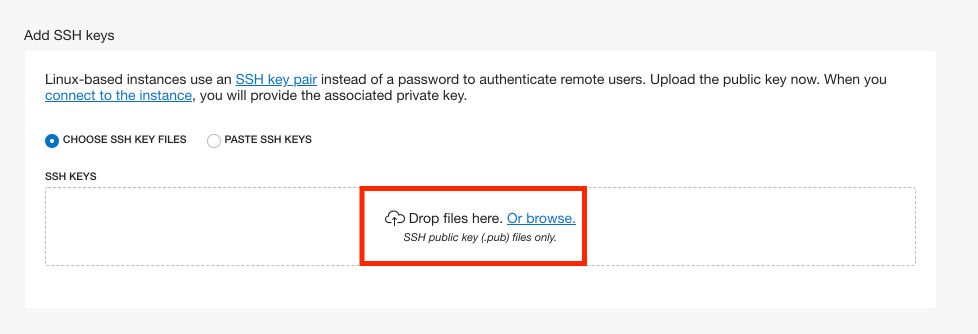 Add SSH keys
Linux-based instances use an SSH key pair instead of a password to authenticate remote users. Upload the public key now. When you
connect to the instance, you will provide the associated private key.
CHOOSE SSH KEY FILES PASTE SSH KEYS
SSH KEYS
Drop files here. Or browse.
SSH public key (.pub) files only.